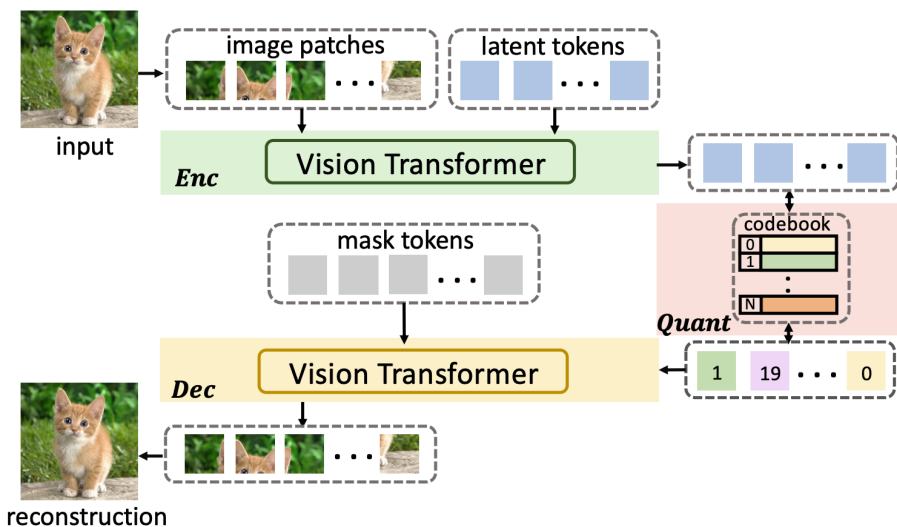 image patches
latent tokens
input
Enc
Vision Transformer
codebook
0
1
N
Quant
mask tokens
1 19 0
Dec
Vision Transformer
reconstruction